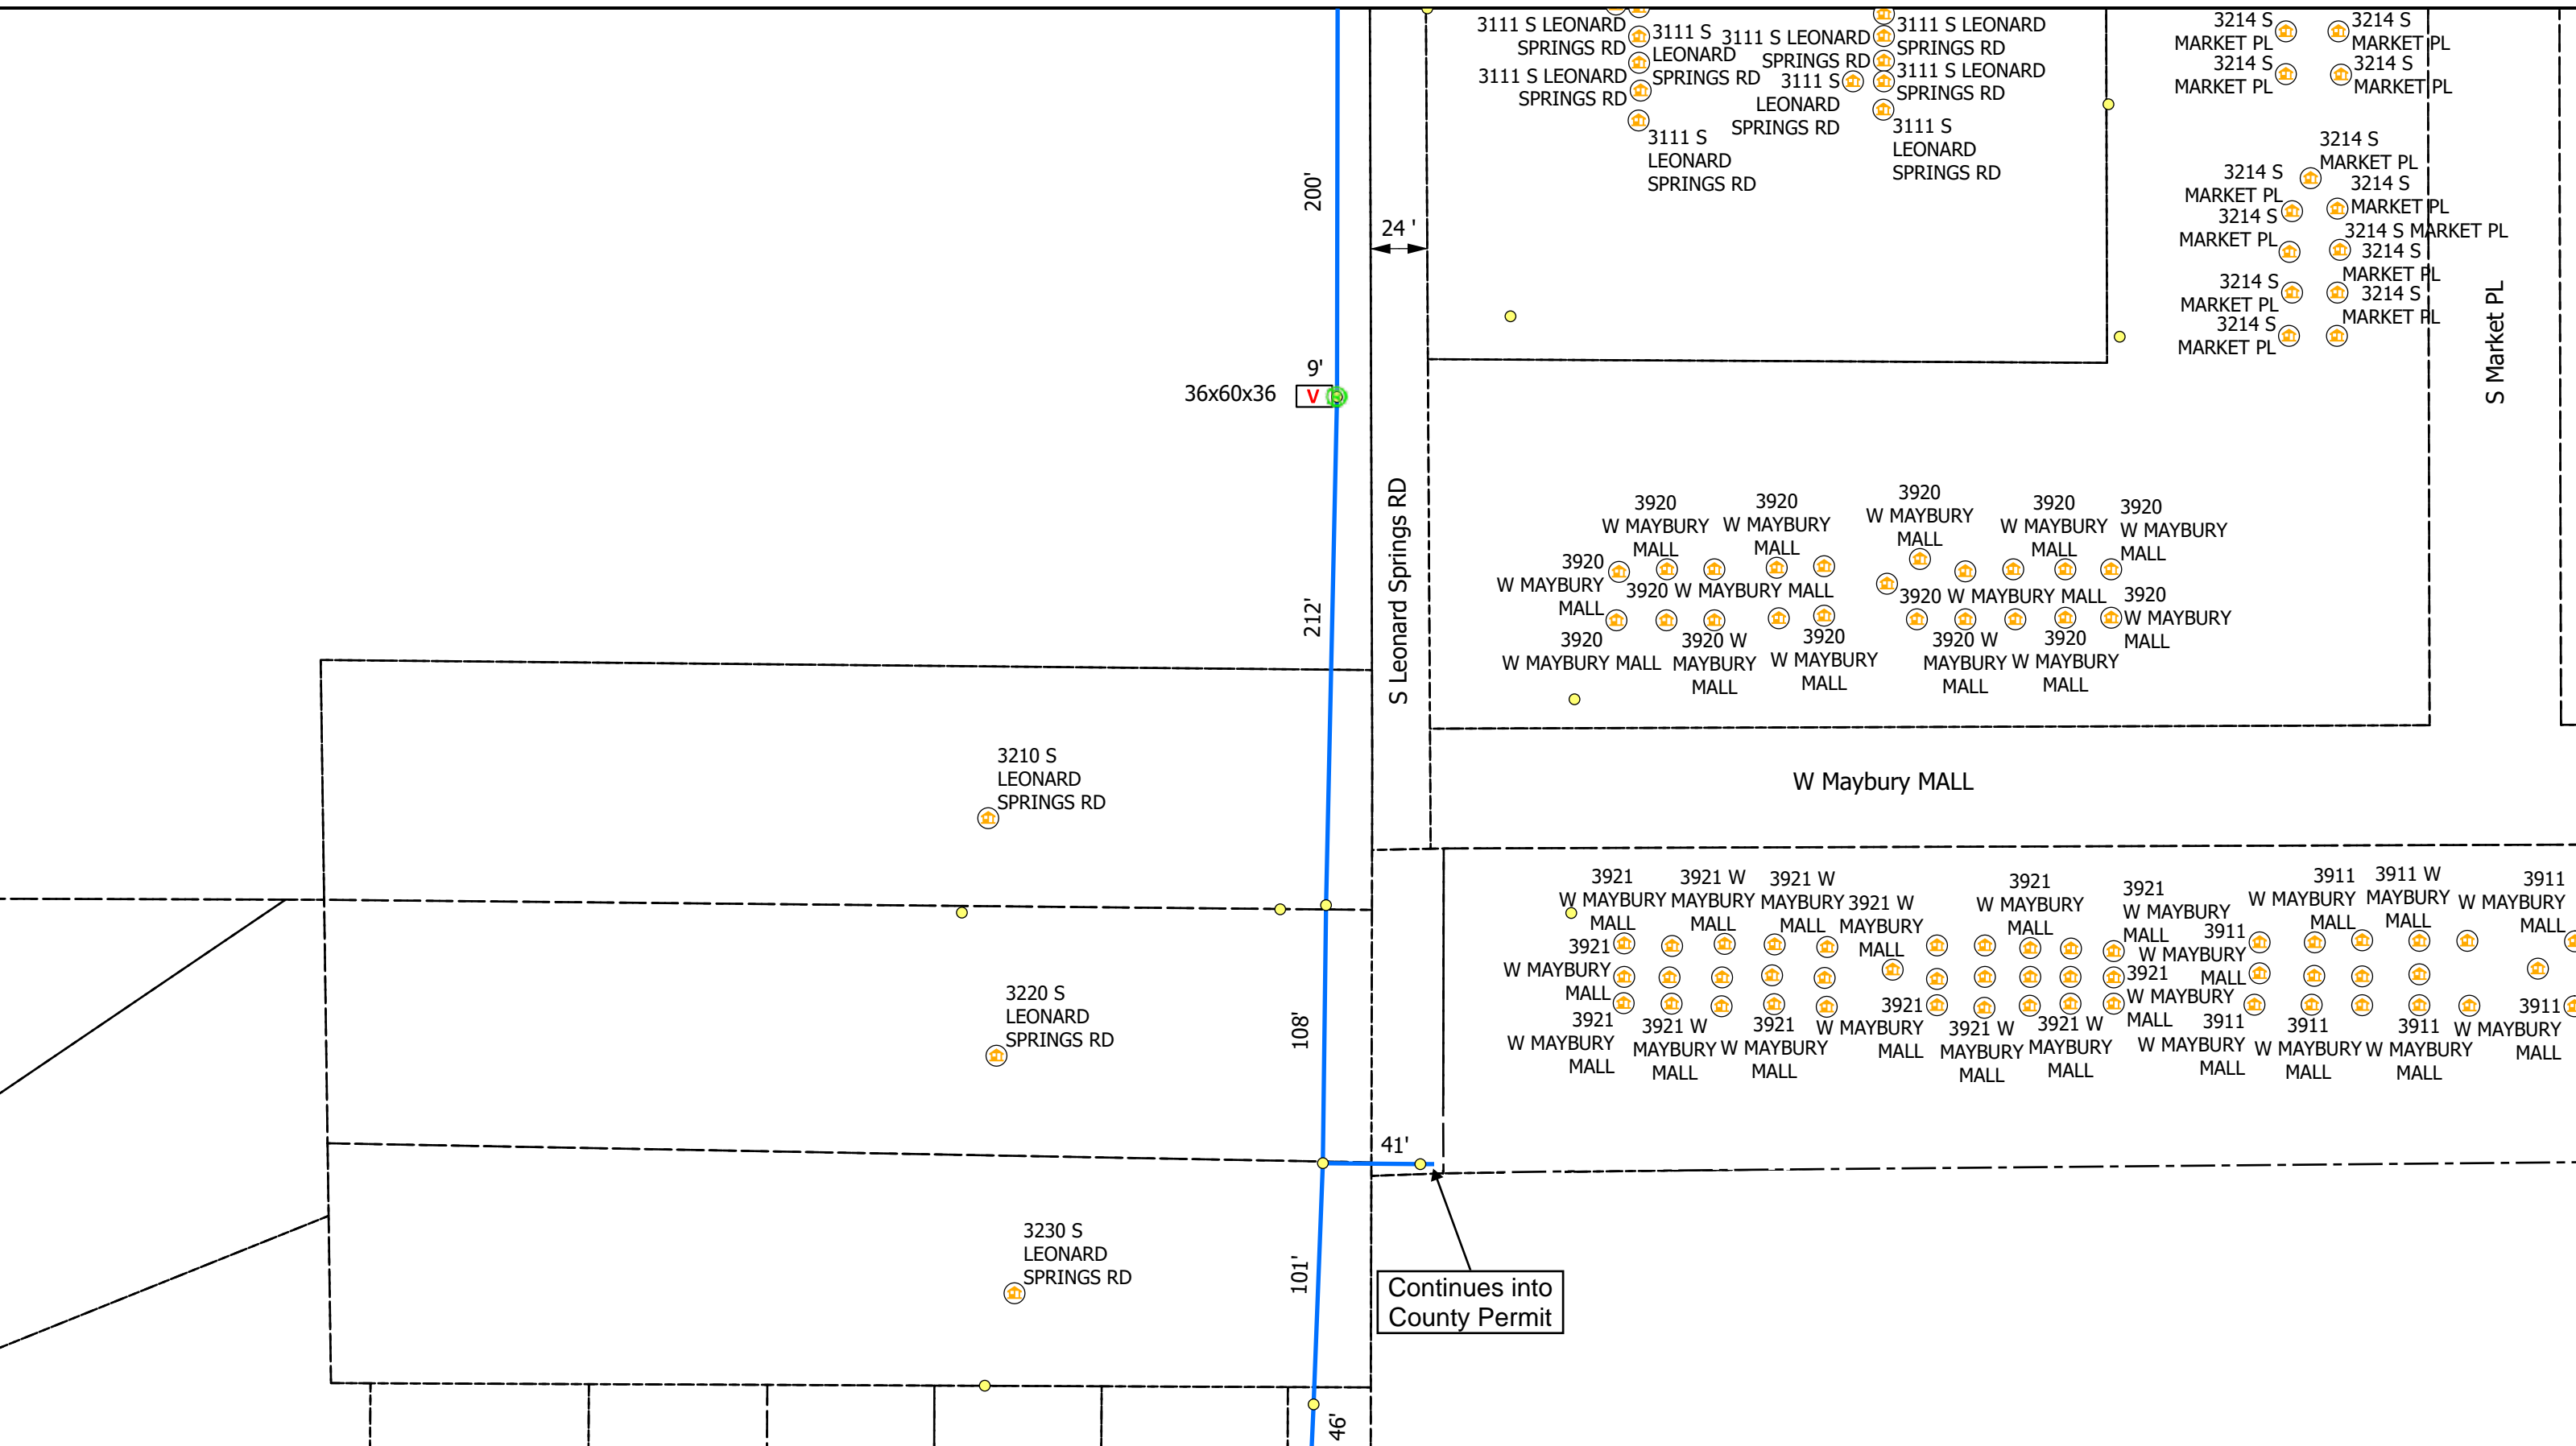 3111 S LEONARD
SPRINGS RD
3111 S
LEONARD
SPRINGS RD
3111 S LEONARD
SPRINGS RD
3111 S LEONARD
SPRINGS RD
3111 S LEONARD
SPRINGS RD
3111 S
LEONARD
SPRINGS RD
3111 S LEONARD
SPRINGS RD
3111 S
LEONARD
SPRINGS RD
3111 S
LEONARD
SPRINGS RD
3214 S
MARKET PL
3214 S
MARKET PL
3214 S
MARKET PL
3214 S
MARKET PL
3214 S
MARKET PL
3214 S
MARKET PL
3214 S
MARKET PL
3214 S
MARKET PL
3214 S MARKET PL
3214 S
MARKET PL
3214 S
MARKET PL
3214 S
MARKET PL
3214 S
MARKET PL
200'
24 '
S Market PL
9'
36x60x36
V
S Leonard Springs RD
212'
3920
W MAYBURY
MALL
3920
W MAYBURY
MALL
3920
W MAYBURY
MALL
3920
W MAYBURY
MALL
3920
W MAYBURY
MALL
3920
W MAYBURY
MALL
3920 W MAYBURY MALL
3920 W MAYBURY MALL
3920
W MAYBURY
MALL
3920
W MAYBURY MALL
3920 W
MAYBURY
MALL
3920
W MAYBURY
MALL
3920 W
MAYBURY
MALL
3920
W MAYBURY
MALL
W Maybury MALL
3210 S
LEONARD
SPRINGS RD
3921
W MAYBURY
MALL
3921 W
MAYBURY
MALL
3921 W
MAYBURY
MALL
3921 W
MAYBURY
MALL
3921
W MAYBURY
MALL
3921
W MAYBURY
MALL
3911
W MAYBURY
MALL
3911 W
MAYBURY
MALL
3911
W MAYBURY
MALL
3921
W MAYBURY
MALL
3911
W MAYBURY
MALL
3921
W MAYBURY
MALL
3921
W MAYBURY
MALL
3921 W
MAYBURY
MALL
3921
W MAYBURY
MALL
3921
W MAYBURY
MALL
3921 W
MAYBURY
MALL
3921 W
MAYBURY
MALL
3911
W MAYBURY
MALL
3911
W MAYBURY
MALL
3911
W MAYBURY
MALL
3911
W MAYBURY
MALL
3220 S
LEONARD
SPRINGS RD
108'
41'
3230 S
LEONARD
SPRINGS RD
101'
Continues into
County Permit
46'